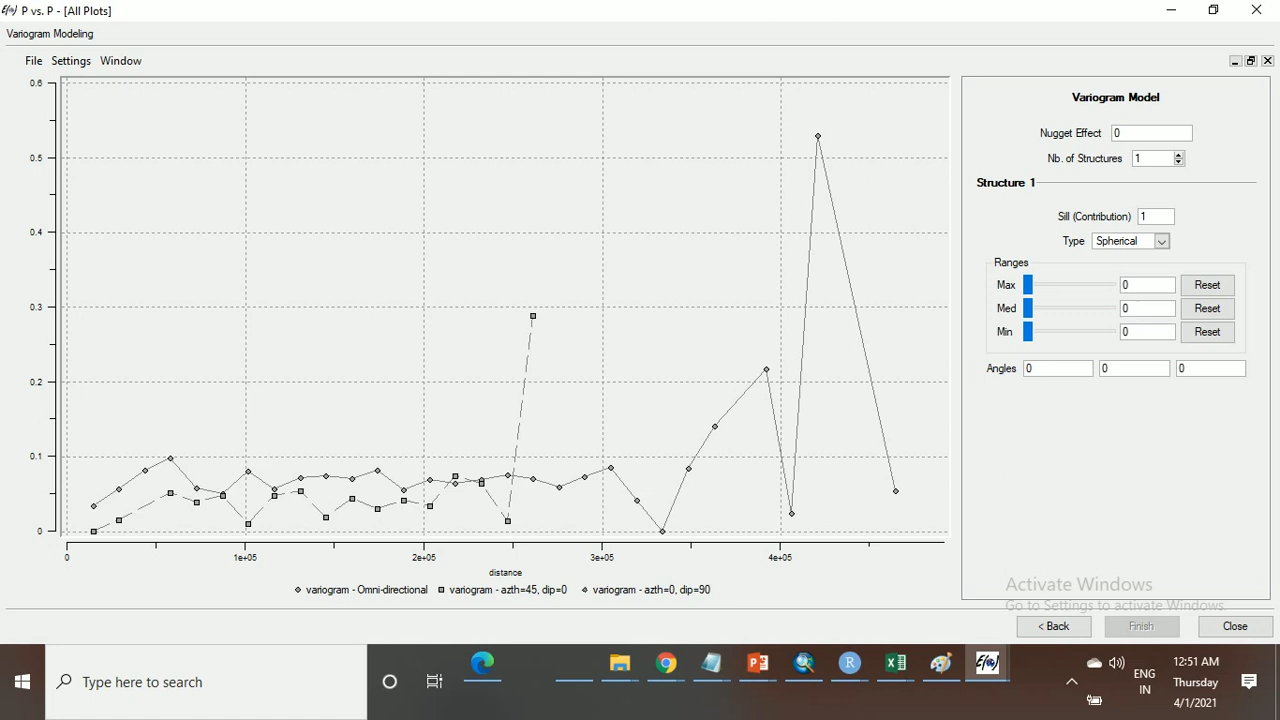 E(∞) P vs. P - [All Plots]
Variogram Modeling
File Settings Window
0.6
0.5
0.4
0.3
0.2
0.1
0
0 1e+05 2e+05 3e+05 4e+05
distance
variogram - Omni-directional variogram - azth=45, dip=0 variogram - azth=0, dip=90
Variogram Model
Nugget Effect 0
Nb. of Structures 1
Structure 1
Sill (Contribution) 1
Type Spherical
Ranges
Max 0 Reset
Med 0 Reset
Min 0 Reset
Angles 0 0 0
Activate Windows
Go to Settings to activate Windows.
< Back Finish Close
Type here to search
ENG
IN
12:51 AM
Thursday
4/1/2021